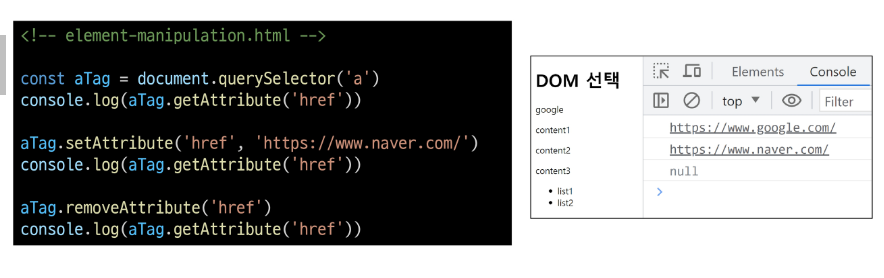 <!-- element-manipulation.html -->
const aTag = document.querySelector('a')
console.log(aTag.getAttribute('href'))
aTag.setAttribute('href', 'https://www.naver.com/')
console.log(aTag.getAttribute('href'))
aTag.removeAttribute('href')
console.log(aTag.getAttribute('href'))
DOM 선택
google
content1
content2
content3
list1
list2
Elements Console
top Filter
https://www.google.com/
https://www.naver.com/
null
>